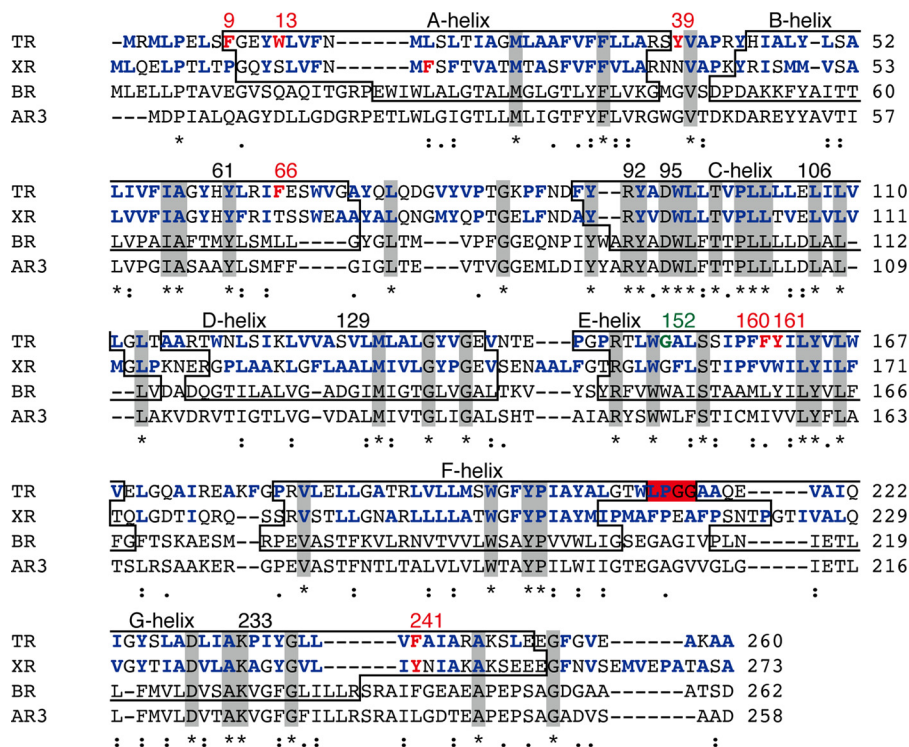 9 13 A-helix 39 B-helix
TR -MRMLPELSFGEYWLVFN------MLSLTIAGMLAAFVFFLLARSYVAPRYHIALY-LSA 52
XR MLQELPTLTPGQYSLVFN------MFSFTVATMTASFVFFVLARNNVAPKYRISMM-VSA 53
BR MLELLPTAVEGVSQAQITGRPEWIWLALGTALMGLGTLYFLVKGMGVSDPDAKKFYAITT 60
AR3 ---MDPIALQAGYDLLGDGRPETLWLGIGTLLMLIGTFYFLVRGWGVTDKDAREYYAVTI 57
* . :.: * : * * ::
61 66 92 95 C-helix 106
TR LIVFIAGYHYLRIFESWVGAYQLQDGVYVPTGKPFNDFY--RYADWLLTVPLLLLELILV 110
XR LVVFIAGYHYFRITSSWEAAYALQNGMYQPTGELFNDAY--RYVDWLLTVPLLTVELVLV 111
BR LVPAIAFTMYLSMLL----GYGLTM---VPFGGEQNPIYWARYADWLFTTPLLLLDLAL- 112
AR3 LVPGIASAAYLSMFF----GIGLTE---VTVGGEMLDIYYARYADWLFTTPLLLLDLAL- 109
*: ** *: : . * . * * **.***:*.*** ::* *
D-helix 129 E-helix 152 160161
TR LGLTAARTWNLSIKLVVASVLMLALGYVGEVNTE---PGPRTLWGALSSIPFFYILYVLW 167
XR MGLPKNERGPLAAKLGFLAALMIVLGYPGEVSENAALFGTRGLWGFLSTIPFVWILYILF 171
BR --LVDADQGTILALVG-ADGIMIGTGLVGALTKV---YSYRFVWWAISTAAMLYILYVLF 166
AR3 --LAKVDRVTIGTLVG-VDALMIVTGLIGALSHT---AIARYSWWLFSTICMIVVLYFLA 163
* : : :*: * * :. * * :*: :. :**.*
F-helix
TR VELGQAIREAKFGPRVLELLGATRLVLLMSWGFYPIAYALGTWLPGGAAQE-----VAIQ 222
XR TQLGDTIQRQ--SSRVSTLLGNARLLLLATWGFYPIAYMIPMAFPEAFPSNTPGTIVALQ 229
BR FGFTSKAESM--RPEVASTFKVLRNVTVVLWSAYPVVWLIGSEGAGIVPLN-----IETL 219
AR3 TSLRSAAKER--GPEVASTFNTLTALVLVLWTAYPILWIIGTEGAGVVGLG-----IETL 216
: . .* : : : * **: : : . :
G-helix 233 241
TR IGYSLADLIAKPIYGLL------VFAIARAKSLEEGFGVE------AKAA 260
XR VGYTIADVLAKAGYGVL------IYNIAKAKSEEEGFNVSEMVEPATASA 273
BR L-FMVLDVSAKVGFGLILLRSRAIFGEAEAPEPSAGDGAA------ATSD 262
AR3 L-FMVLDVTAKVGFGFILLRSRAILGDTEAPEPSAGADVS-------AAD 258
: : : *: ** :*.: : :.* . * . :